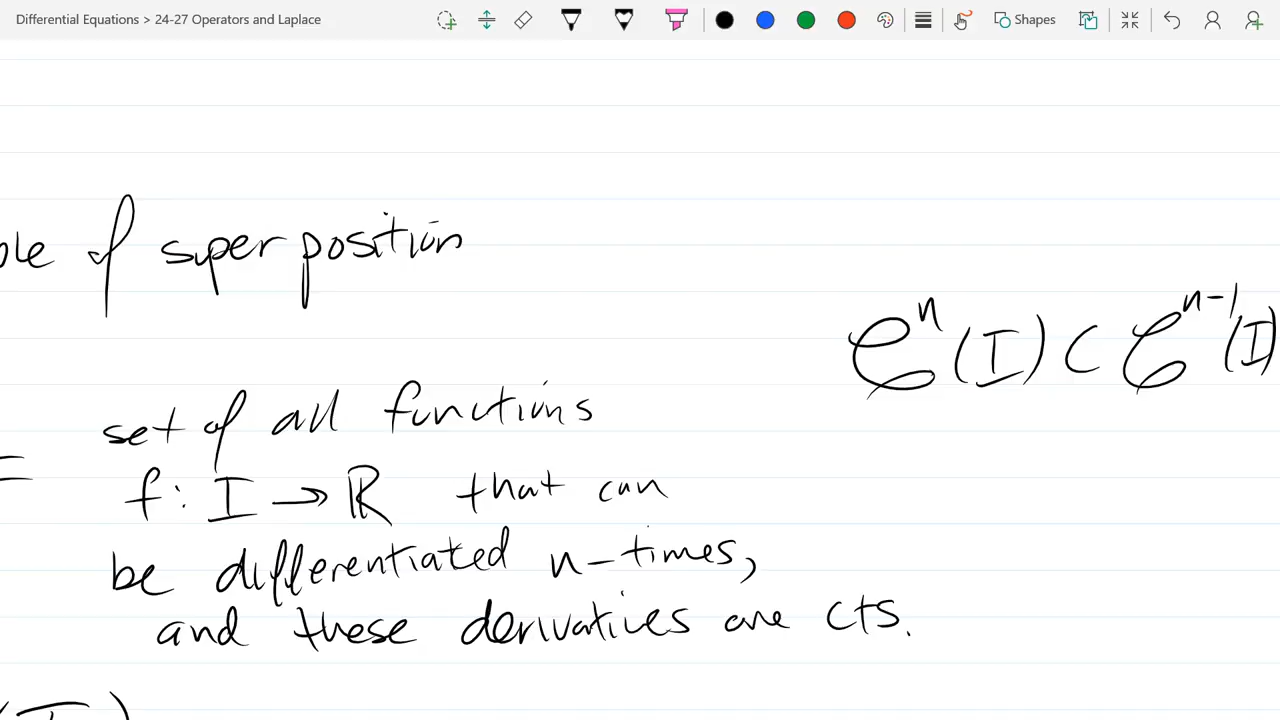 Differential Equations > 24-27 Operators and Laplace
Shapes
ple of superposition
𝒞ⁿ(I) ⊂ 𝒞ⁿ⁻¹(I)
= set of all functions
f: I → ℝ that can
be differentiated n-times,
and these derivatives are cts.
(I)